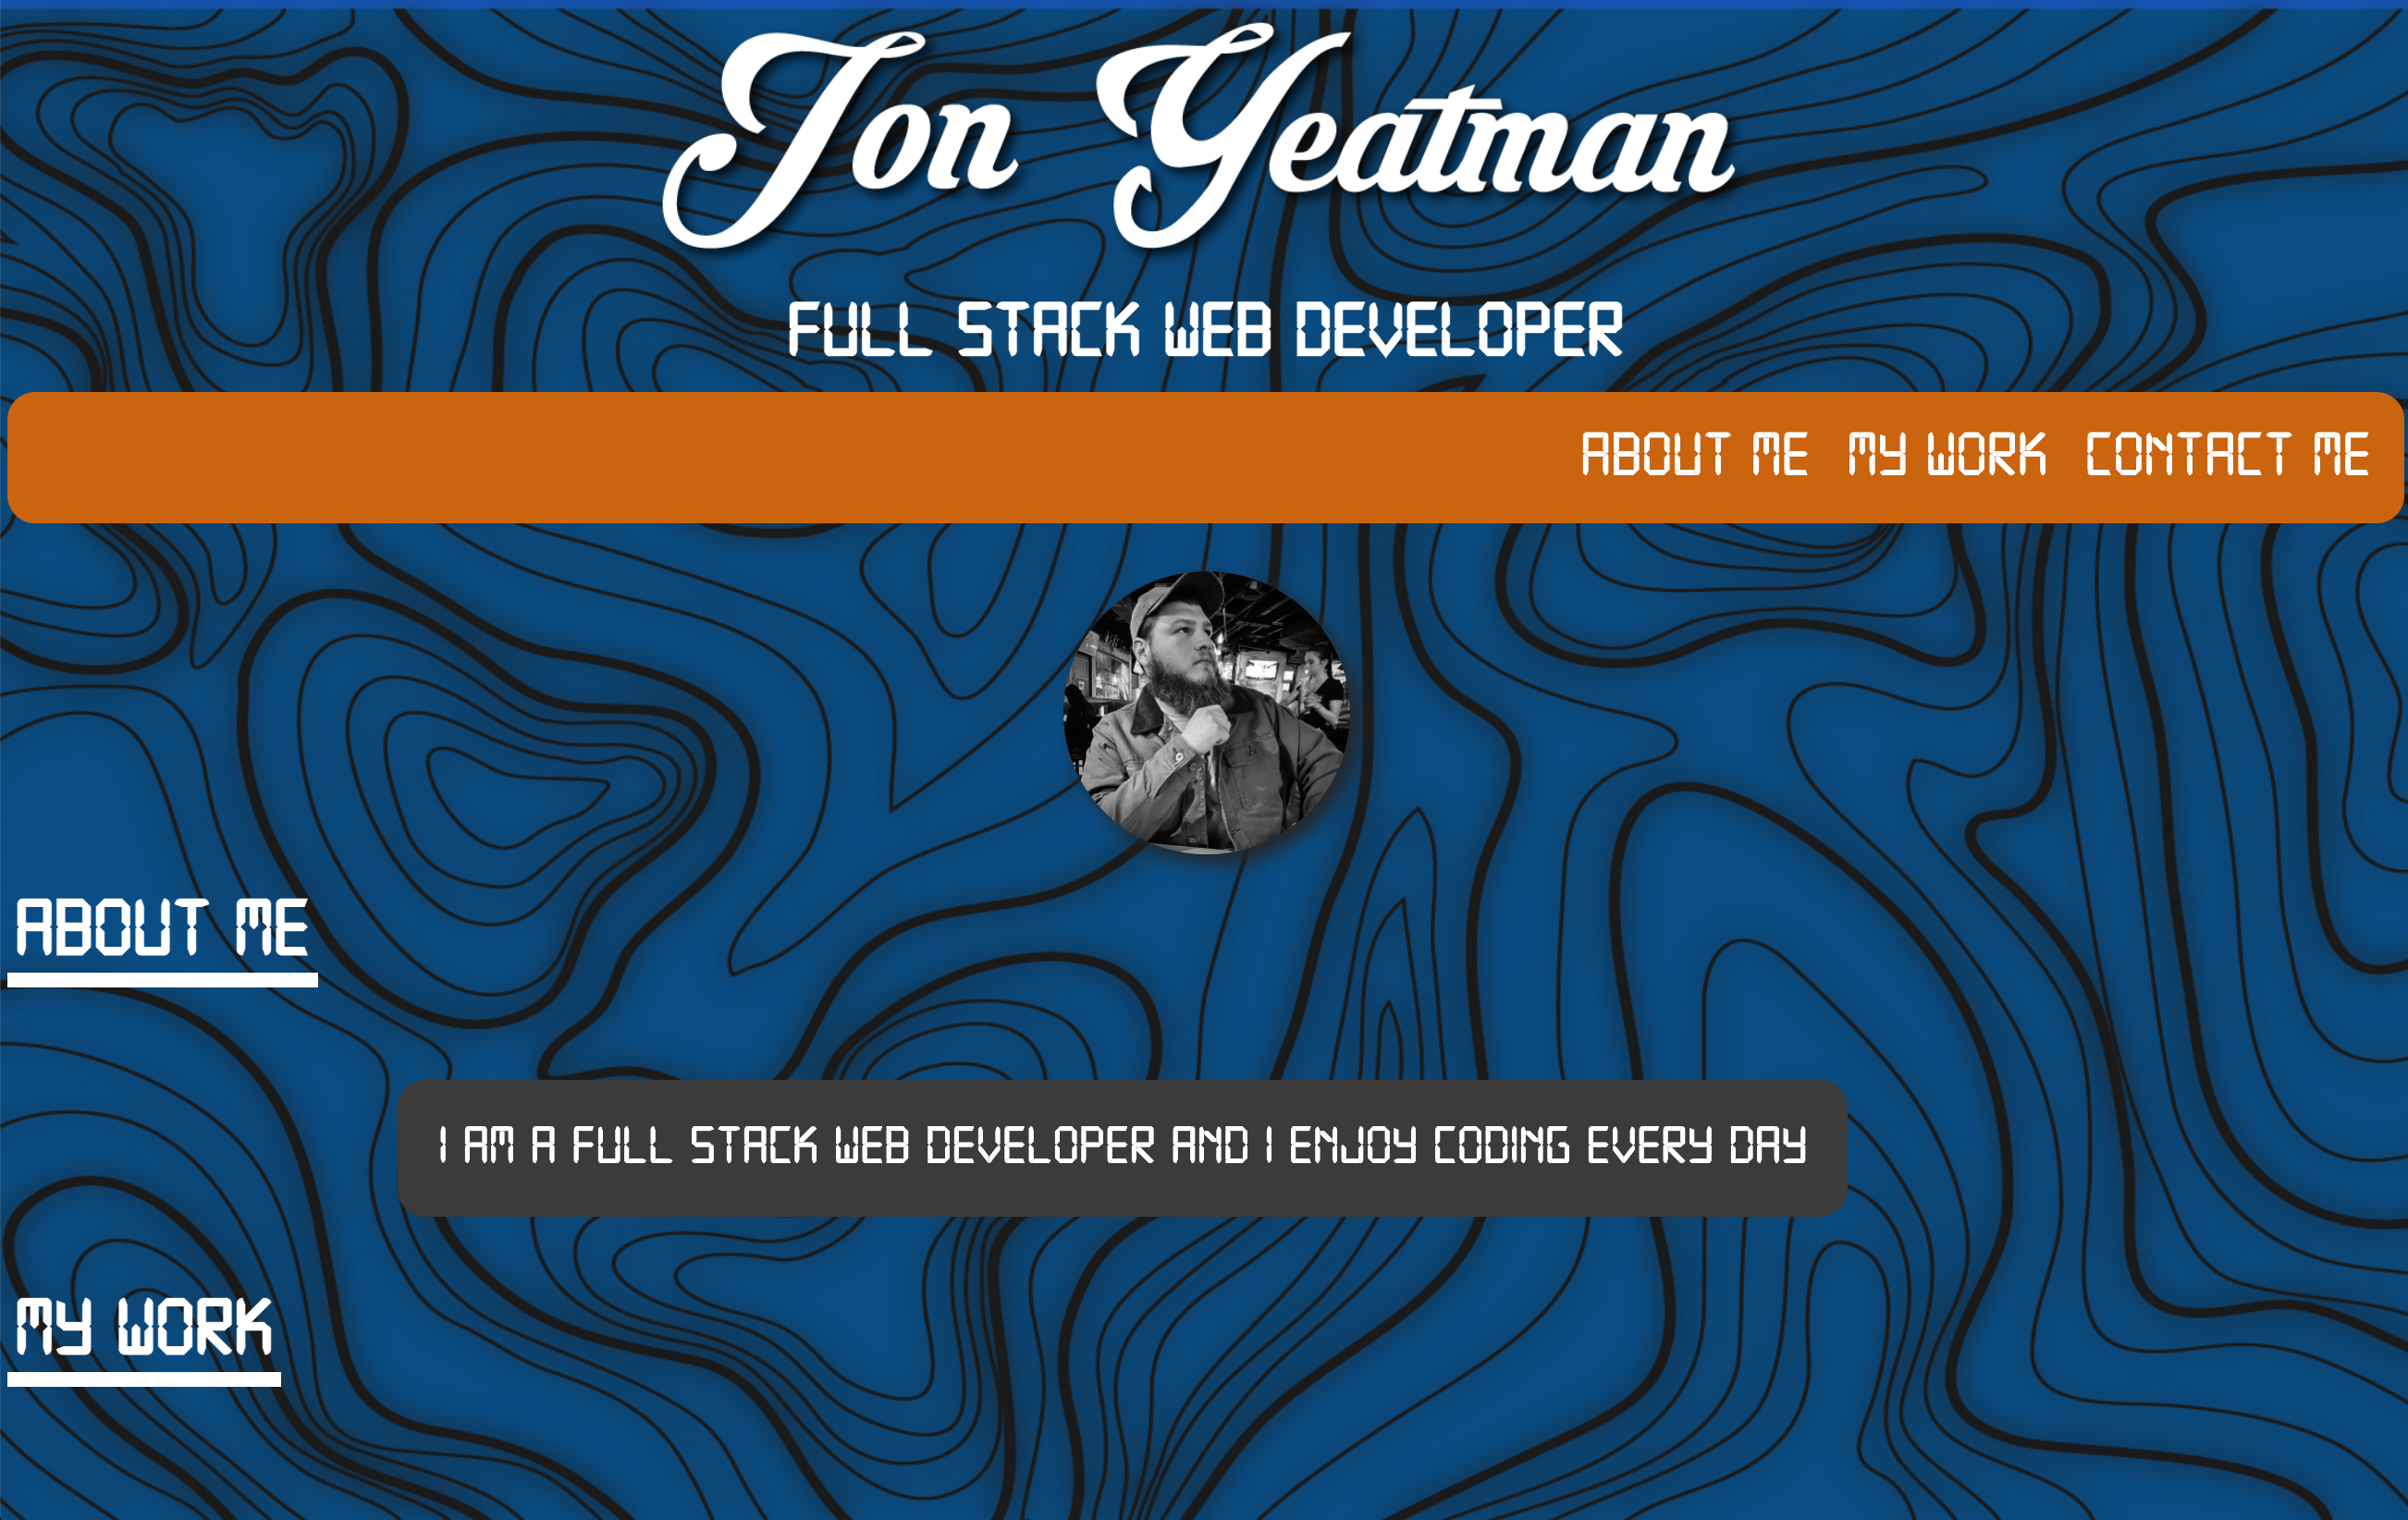 Jon Yeatman
FULL STACK WEB DEVELOPER
ABOUT ME MY WORK CONTACT ME
ABOUT ME
I AM A FULL STACK WEB DEVELOPER AND I ENJOY CODING EVERY DAY
MY WORK